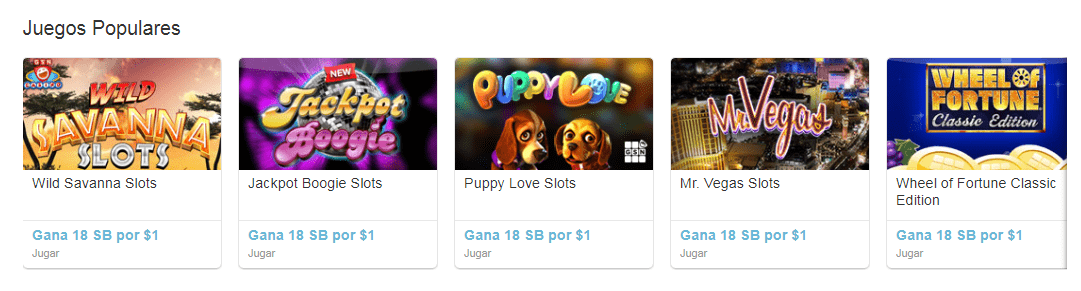 Juegos Populares
GSN
CASINO
WILD
SAVANNA
SLOTS
Wild Savanna Slots
Gana 18 SB por $1
Jugar
NEW
Jackpot
Boogie
Jackpot Boogie Slots
Gana 18 SB por $1
Jugar
PUPPY LOVE
GSN
Puppy Love Slots
Gana 18 SB por $1
Jugar
Mr. Vegas
Mr. Vegas Slots
Gana 18 SB por $1
Jugar
WHEEL OF
FORTUNE
Classic Edition
Wheel of Fortune Classic
Edition
Gana 18 SB por $1
Jugar